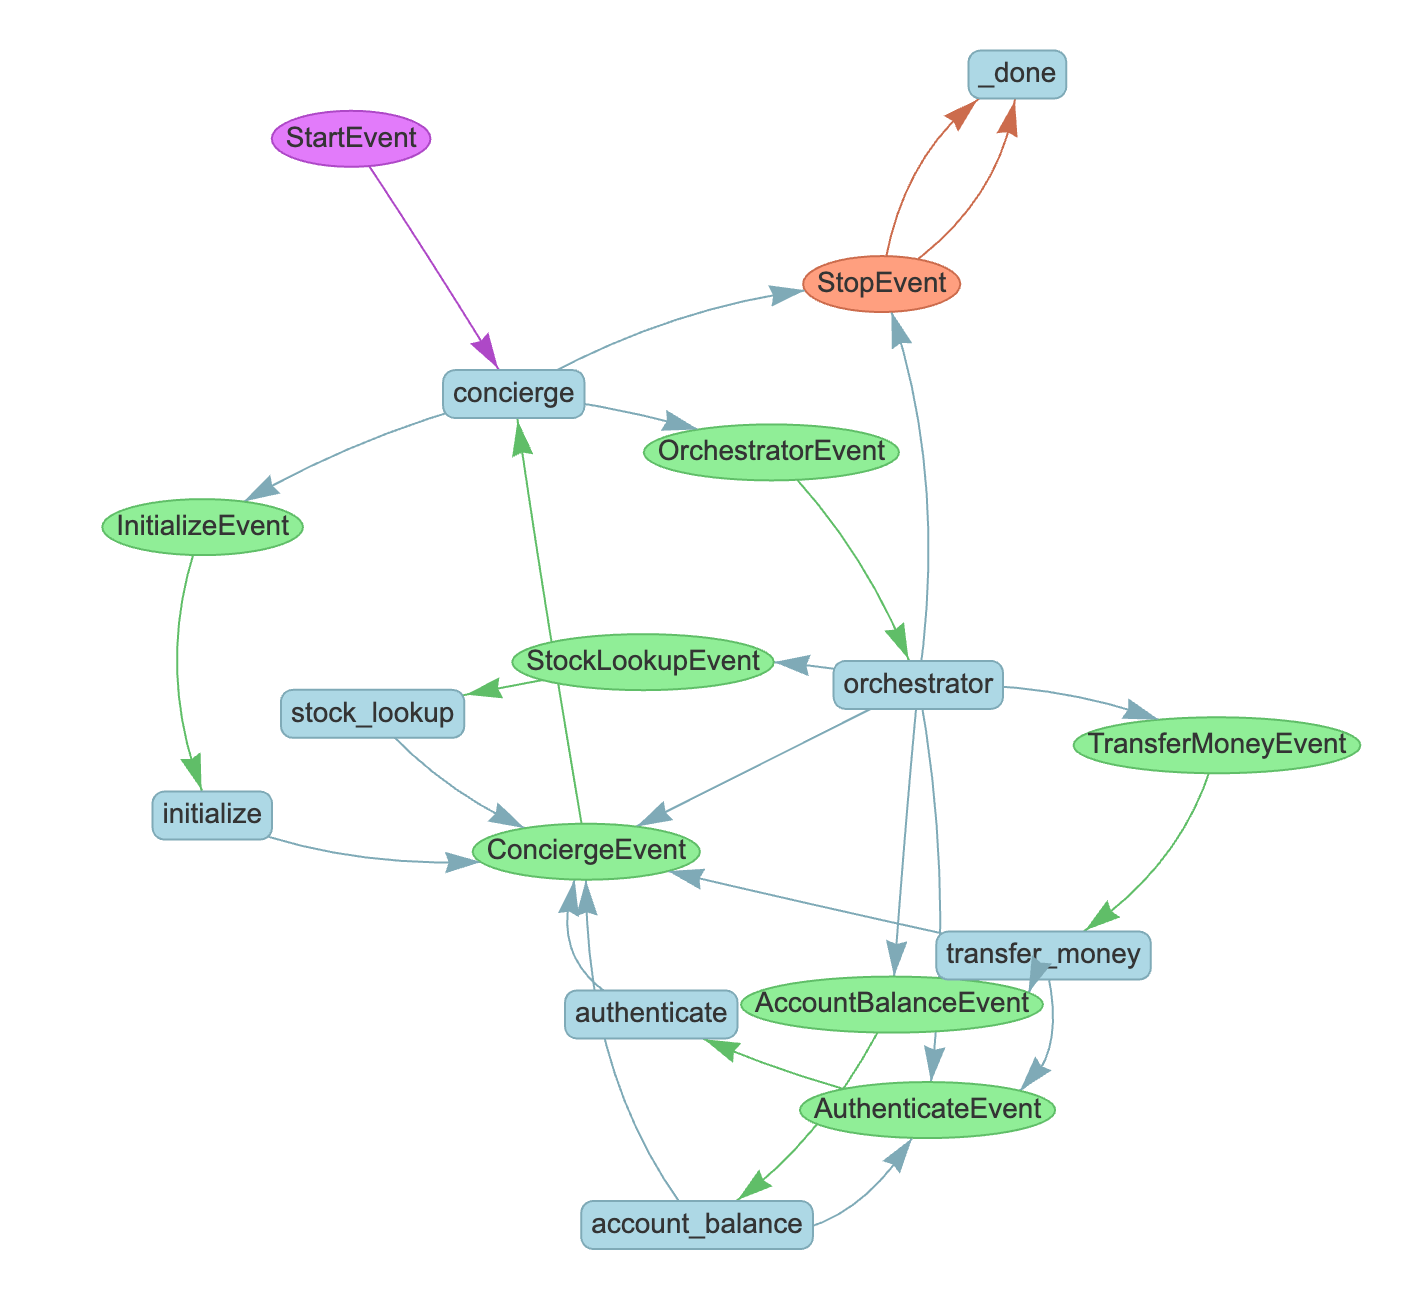 _done
StartEvent
StopEvent
concierge
OrchestratorEvent
InitializeEvent
StockLookupEvent
orchestrator
stock_lookup
TransferMoneyEvent
initialize
ConciergeEvent
transfer_money
AccountBalanceEvent
authenticate
AuthenticateEvent
account_balance